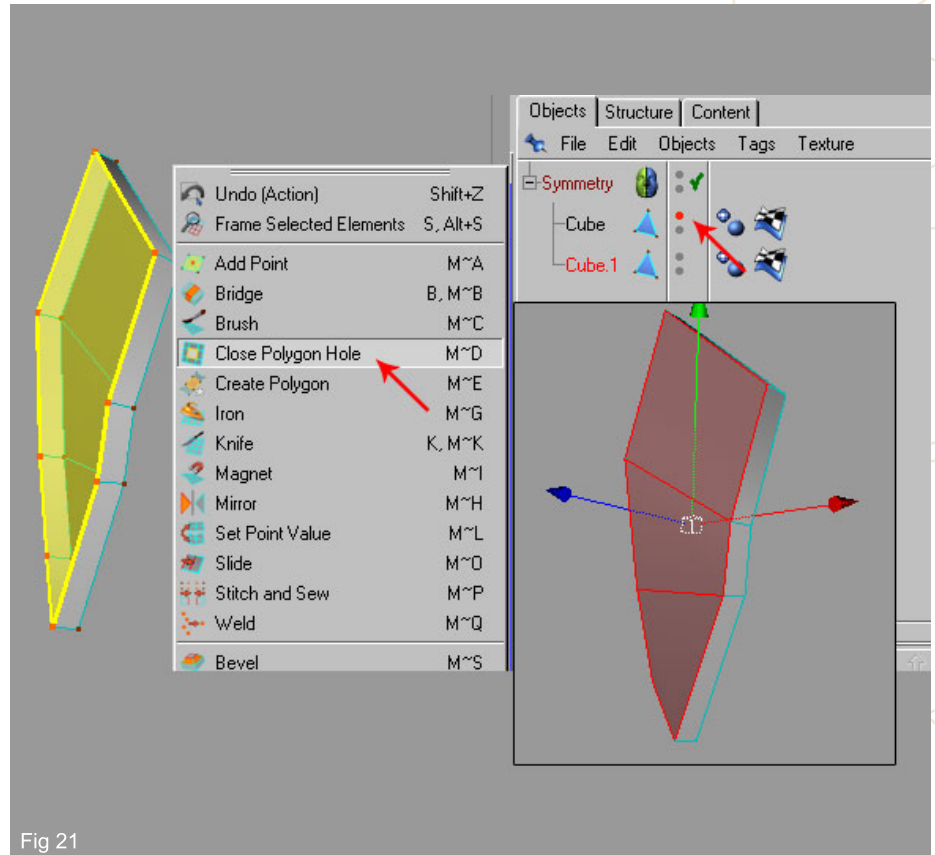 Objects Structure Content
File Edit Objects Tags Texture
Symmetry
Cube
Cube.1
Undo (Action) Shift+Z
Frame Selected Elements S, Alt+S
Add Point M~A
Bridge B, M~B
Brush M~C
Close Polygon Hole M~D
Create Polygon M~E
Iron M~G
Knife K, M~K
Magnet M~I
Mirror M~H
Set Point Value M~L
Slide M~O
Stitch and Sew M~P
Weld M~Q
Bevel M~S
Fig 21